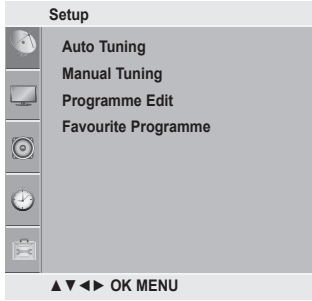 Setup
Auto Tuning
Manual Tuning
Programme Edit
Favourite Programme
▲▼◄► OK MENU